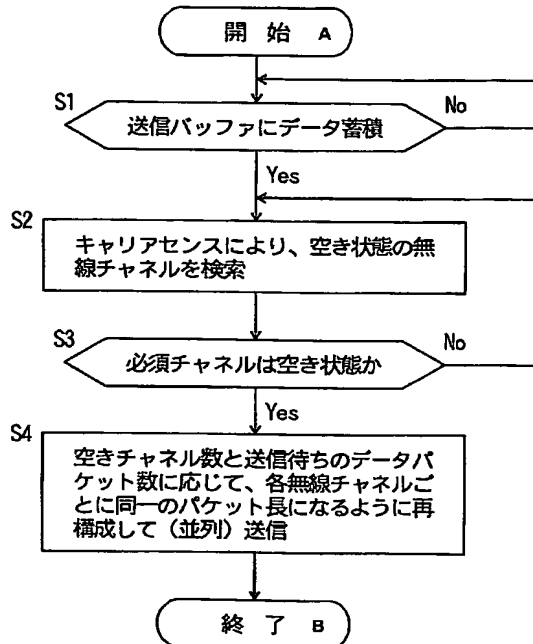 開始 A
S1
送信バッファにデータ蓄積
No
Yes
S2
キャリアセンスにより、空き状態の無
線チャネルを検索
S3
必須チャネルは空き状態か
No
Yes
S4
空きチャネル数と送信待ちのデータパ
ケット数に応じて、各無線チャネルご
とに同一のパケット長になるように再
構成して（並列）送信
終了 B